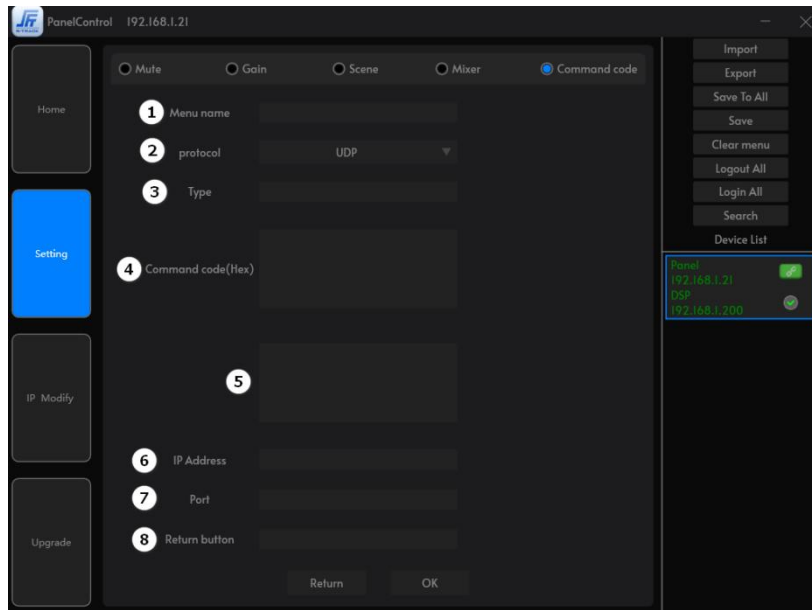 PanelControl 192.168.1.21
Home
Setting
IP Modify
Upgrade
Mute Gain Scene Mixer Command code
1 Menu name
2 protocol UDP
3 Type
4 Command code(Hex)
5
6 IP Address
7 Port
8 Return button
Return OK
Import
Export
Save To All
Save
Clear menu
Logout All
Login All
Search
Device List
Panel
192.168.1.21
DSP
192.168.1.200